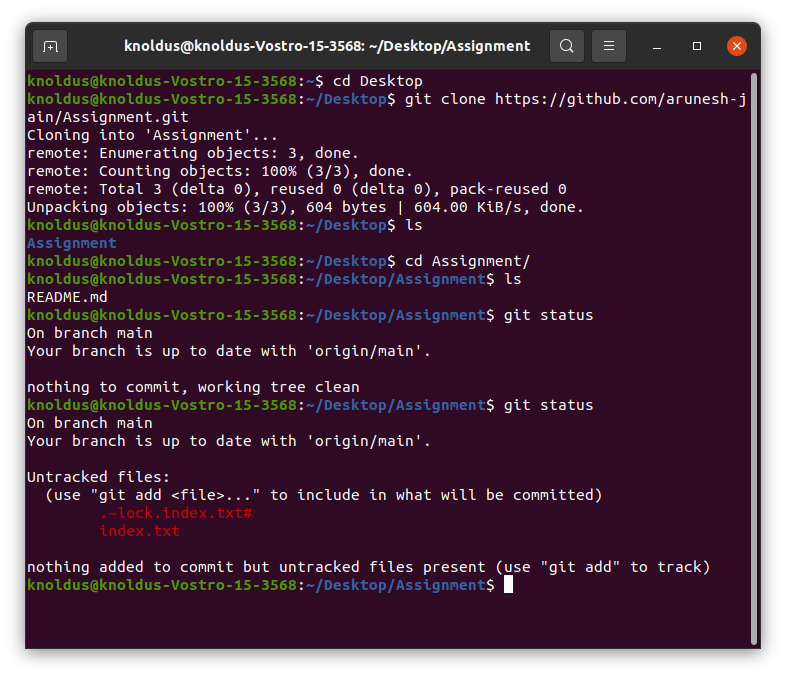 knoldus@knoldus-Vostro-15-3568: ~/Desktop/Assignment
knoldus@knoldus-Vostro-15-3568:~$ cd Desktop
knoldus@knoldus-Vostro-15-3568:~/Desktop$ git clone https://github.com/arunesh-j
ain/Assignment.git
Cloning into 'Assignment'...
remote: Enumerating objects: 3, done.
remote: Counting objects: 100% (3/3), done.
remote: Total 3 (delta 0), reused 0 (delta 0), pack-reused 0
Unpacking objects: 100% (3/3), 604 bytes | 604.00 KiB/s, done.
knoldus@knoldus-Vostro-15-3568:~/Desktop$ ls
Assignment
knoldus@knoldus-Vostro-15-3568:~/Desktop$ cd Assignment/
knoldus@knoldus-Vostro-15-3568:~/Desktop/Assignment$ ls
README.md
knoldus@knoldus-Vostro-15-3568:~/Desktop/Assignment$ git status
On branch main
Your branch is up to date with 'origin/main'.

nothing to commit, working tree clean
knoldus@knoldus-Vostro-15-3568:~/Desktop/Assignment$ git status
On branch main
Your branch is up to date with 'origin/main'.

Untracked files:
  (use "git add <file>..." to include in what will be committed)
        .~lock.index.txt#
        index.txt

nothing added to commit but untracked files present (use "git add" to track)
knoldus@knoldus-Vostro-15-3568:~/Desktop/Assignment$